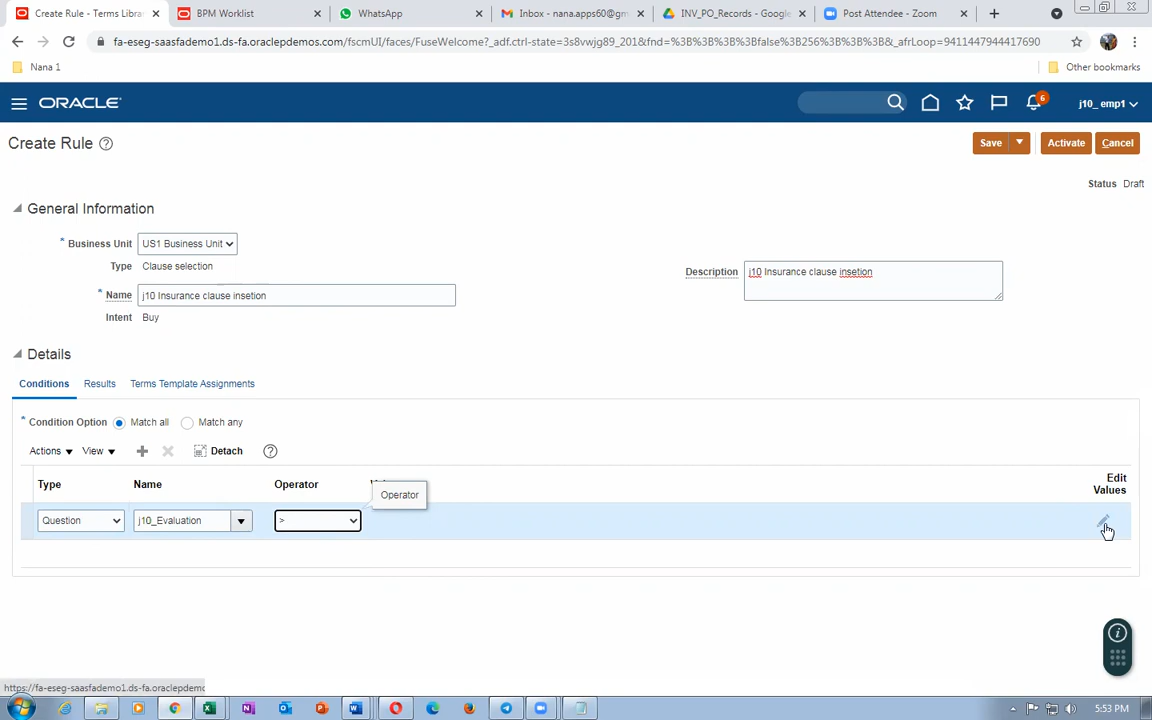 Create Rule - Terms Libra
BPM Worklist
WhatsApp
Inbox - nana.apps60@gm
INV_PO_Records - Google
Post Attendee - Zoom
fa-eseg-saasfademo1.ds-fa.oraclepdemos.com/fscmUI/faces/FuseWelcome?_adf.ctrl-state=3s8vwjg89_201&fnd=%3B%3B%3B%3Bfalse%3B256%3B%3B%3B&_afrLoop=9411447944417690
Nana 1
Other bookmarks
ORACLE
6
j10_ emp1
Create Rule
Save
Activate
Cancel
Status Draft
General Information
* Business Unit US1 Business Unit
Type Clause selection
Description j10 Insurance clause insetion
* Name j10 Insurance clause insetion
Intent Buy
Details
Conditions Results Terms Template Assignments
* Condition Option Match all Match any
Actions View Detach
Type Name Operator Edit Values
Operator
Question j10_Evaluation >
https://fa-eseg-saasfademo1.ds-fa.oraclepdemo
5:53 PM